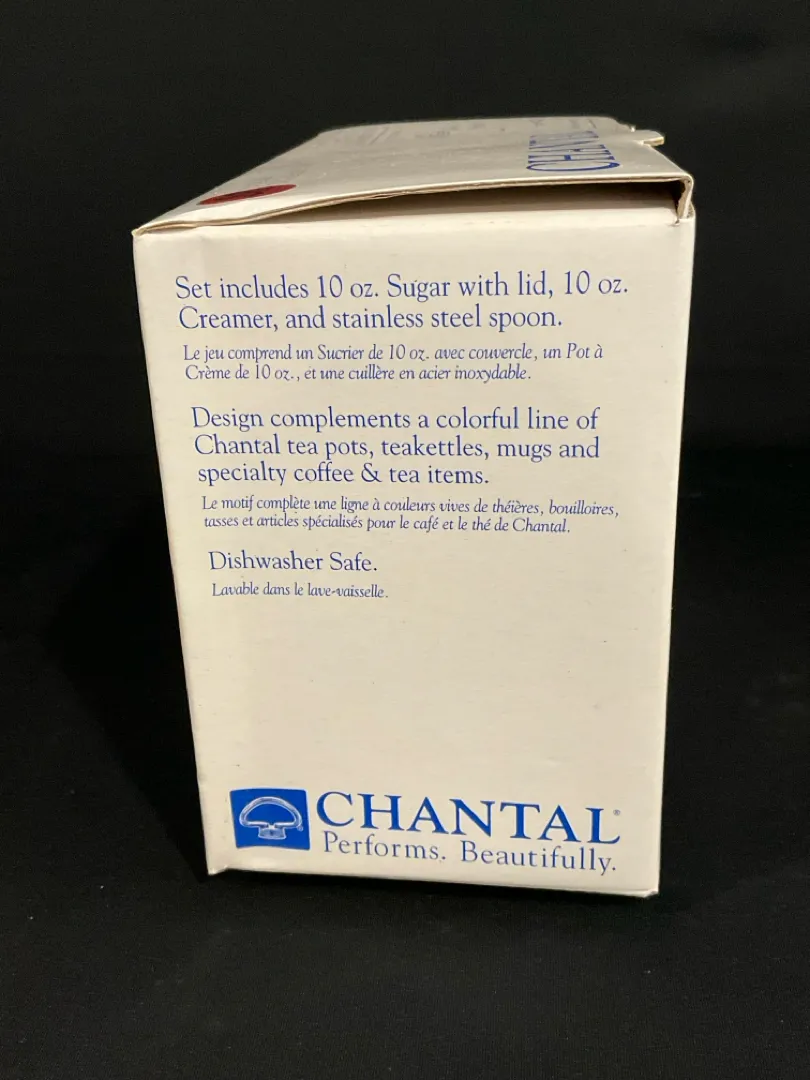 CHANTAL
Set includes 10 oz. Sugar with lid, 10 oz.
Creamer, and stainless steel spoon.
Le jeu comprend un Sucrier de 10 oz. avec couvercle, un Pot à
Crème de 10 oz., et une cuillère en acier inoxydable.
Design complements a colorful line of
Chantal tea pots, teakettles, mugs and
specialty coffee & tea items.
Le motif complète une ligne à couleurs vives de théières, bouilloires,
tasses et articles spécialisés pour le café et le thé de Chantal.
Dishwasher Safe.
Lavable dans le lave-vaisselle.
CHANTAL®
Performs. Beautifully.